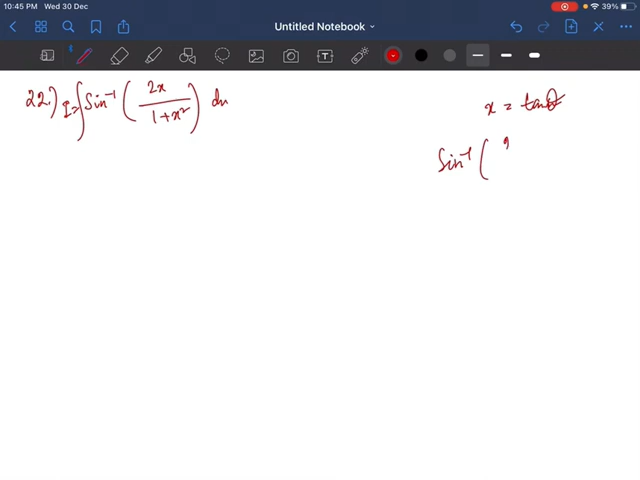 10:45 PM Wed 30 Dec
39%
Untitled Notebook
22.) I = ∫ Sin⁻¹ ( 2x / 1+x² ) dx
x = tanθ
Sin⁻¹ (